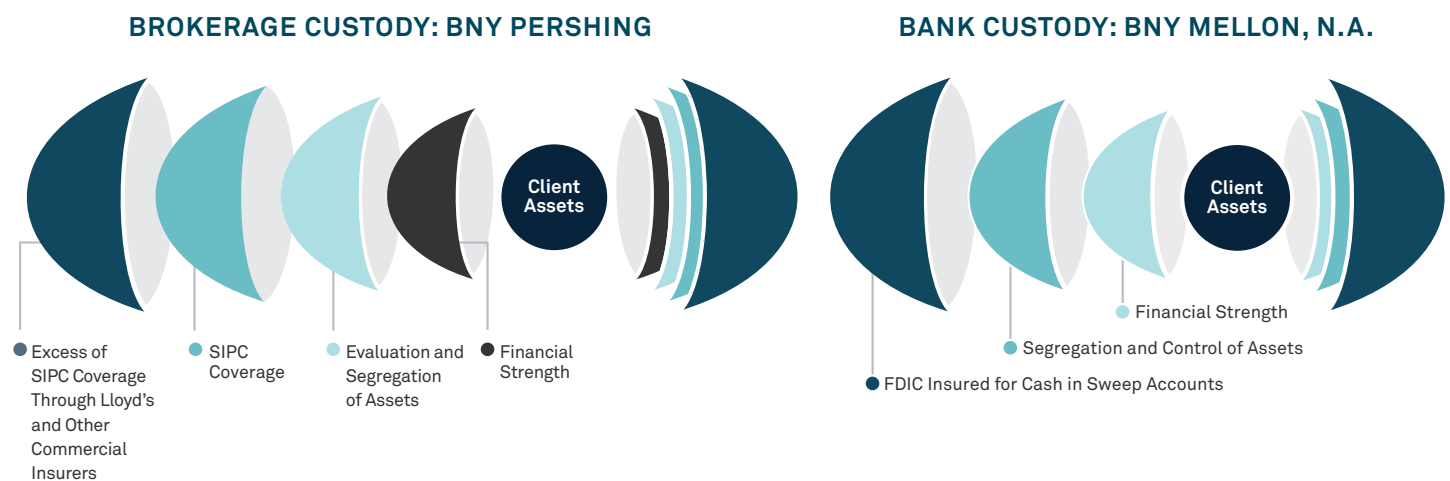 BROKERAGE CUSTODY: BNY PERSHING
Client
Assets
Excess of
SIPC Coverage
Through Lloyd’s
and Other
Commercial
Insurers
SIPC
Coverage
Evaluation and
Segregation
of Assets
Financial
Strength
BANK CUSTODY: BNY MELLON, N.A.
Client
Assets
Financial Strength
Segregation and Control of Assets
FDIC Insured for Cash in Sweep Accounts